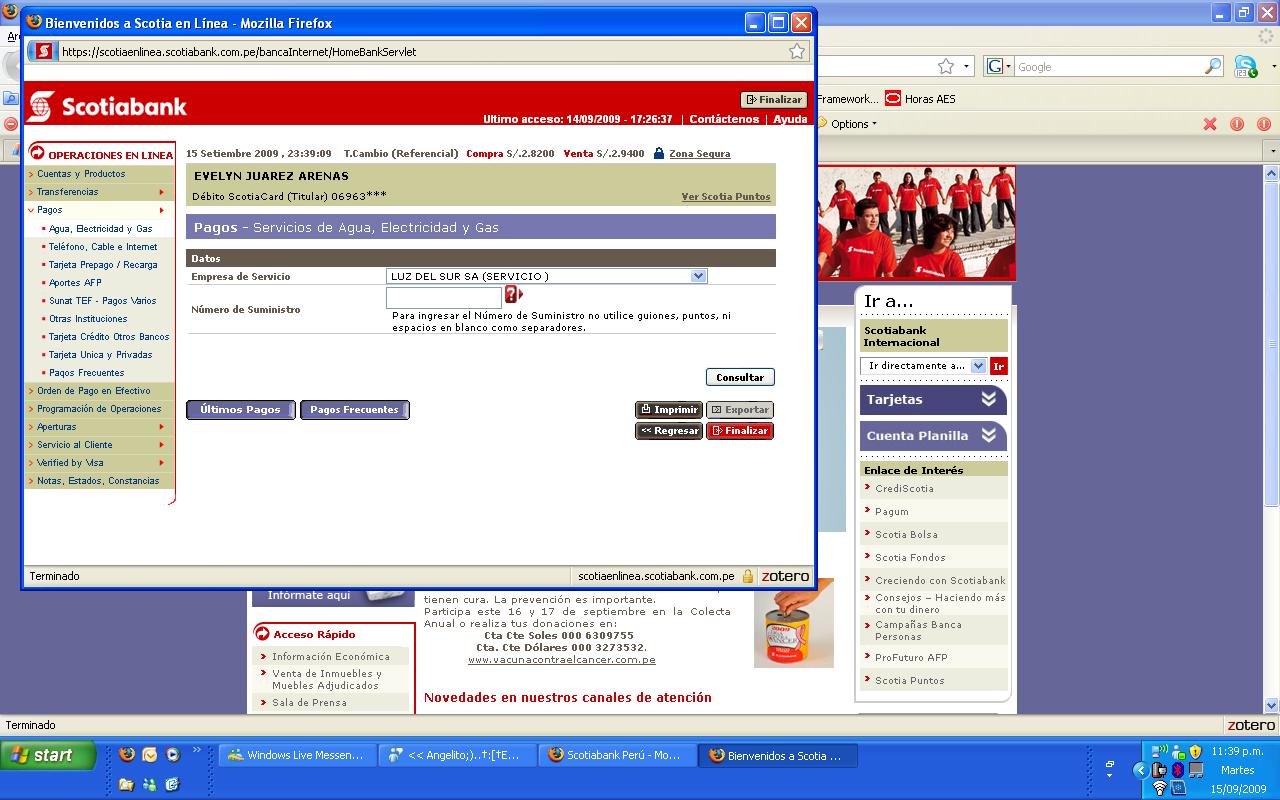 Bienvenidos a Scotia en Línea - Mozilla Firefox
https://scotiaenlinea.scotiabank.com.pe/bancaInternet/HomeBankServlet
Scotiabank
Finalizar
Ultimo acceso: 14/09/2009 - 17:26:37 | Contáctenos | Ayuda
OPERACIONES EN LINEA
Cuentas y Productos
Transferencias
Pagos
Agua, Electricidad y Gas
Teléfono, Cable e Internet
Tarjeta Prepago / Recarga
Aportes AFP
Sunat TEF - Pagos Varios
Otras Instituciones
Tarjeta Crédito Otros Bancos
Tarjeta Unica y Privadas
Pagos Frecuentes
Orden de Pago en Efectivo
Programación de Operaciones
Aperturas
Servicio al Cliente
Verified by Visa
Notas, Estados, Constancias
15 Setiembre 2009 , 23:39:09 T.Cambio (Referencial) Compra S/.2.8200 Venta S/.2.9400 Zona Segura
EVELYN JUAREZ ARENAS
Débito ScotiaCard (Titular) 06963*** Ver Scotia Puntos
Pagos - Servicios de Agua, Electricidad y Gas
Datos
Empresa de Servicio LUZ DEL SUR SA (SERVICIO )
Número de Suministro
Para ingresar el Número de Suministro no utilice guiones, puntos, ni
espacios en blanco como separadores.
Consultar
Últimos Pagos Pagos Frecuentes Imprimir Exportar
<< Regresar Finalizar
Terminado scotiaenlinea.scotiabank.com.pe zotero
Google
Framework... Horas AES
Options
Ir a...
Scotiabank
Internacional
Ir directamente a... Ir
Tarjetas
Cuenta Planilla
Enlace de Interés
CrediScotia
Pagum
Scotia Bolsa
Scotia Fondos
Creciendo con Scotiabank
Consejos – Haciendo más
con tu dinero
Campañas Banca
Personas
ProFuturo AFP
Scotia Puntos
Infórmate aquí
Acceso Rápido
Información Económica
Venta de Inmuebles y
Muebles Adjudicados
Sala de Prensa
tienen cura. La prevención es importante.
Participa este 16 y 17 de septiembre en la Colecta
Anual o realiza tus donaciones en:
Cta Cte Soles 000 6309755
Cta. Cte Dólares 000 3273532.
www.vacunacontraelcancer.com.pe
Novedades en nuestros canales de atención
Terminado zotero
start
Windows Live Messen...
<< Angelito;)..†:[†E...
Scotiabank Perú - Mo...
Bienvenidos a Scotia ...
11:39 p.m.
Martes
15/09/2009